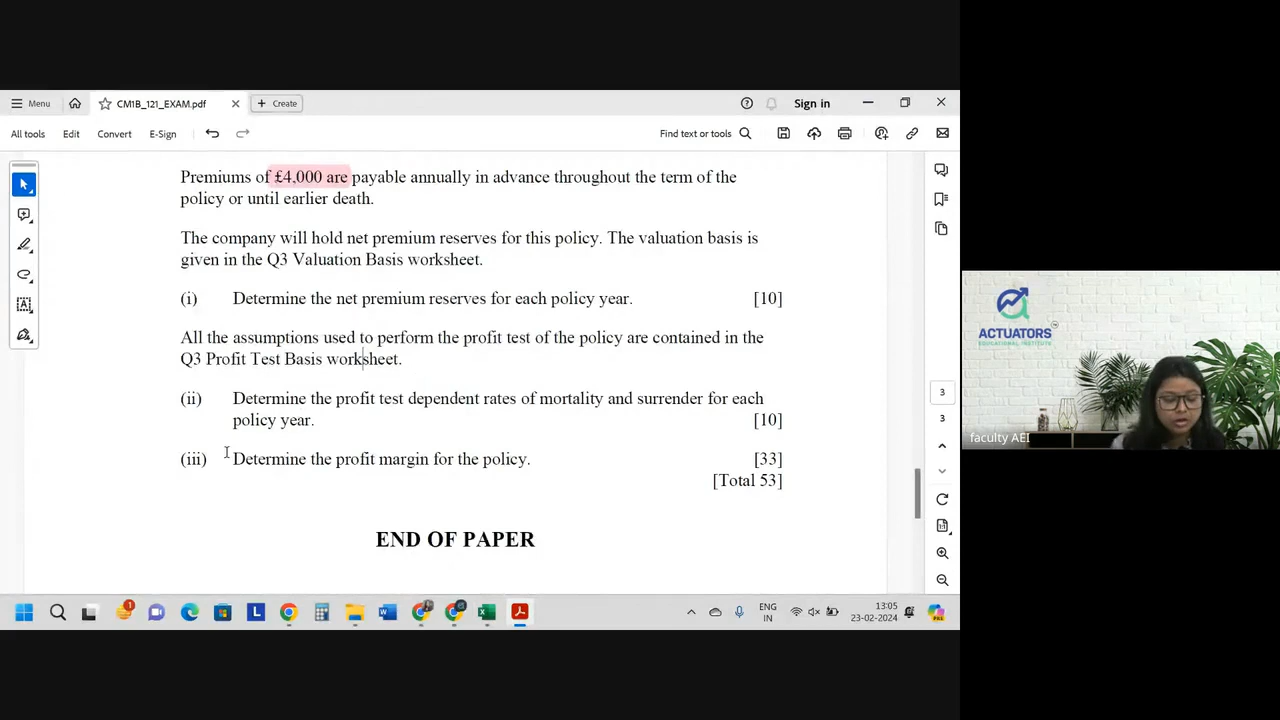 Menu
CM1B_121_EXAM.pdf
Create
Sign in
All tools
Edit
Convert
E-Sign
Find text or tools
Premiums of £4,000 are payable annually in advance throughout the term of the
policy or until earlier death.
The company will hold net premium reserves for this policy. The valuation basis is
given in the Q3 Valuation Basis worksheet.
(i) Determine the net premium reserves for each policy year. [10]
All the assumptions used to perform the profit test of the policy are contained in the
Q3 Profit Test Basis worksheet.
(ii) Determine the profit test dependent rates of mortality and surrender for each
policy year. [10]
(iii) Determine the profit margin for the policy. [33]
[Total 53]
END OF PAPER
3
3
ACTUATORS
EDUCATIONAL INSTITUTE
faculty AEI
1
L
ENG
IN
13:05
23-02-2024